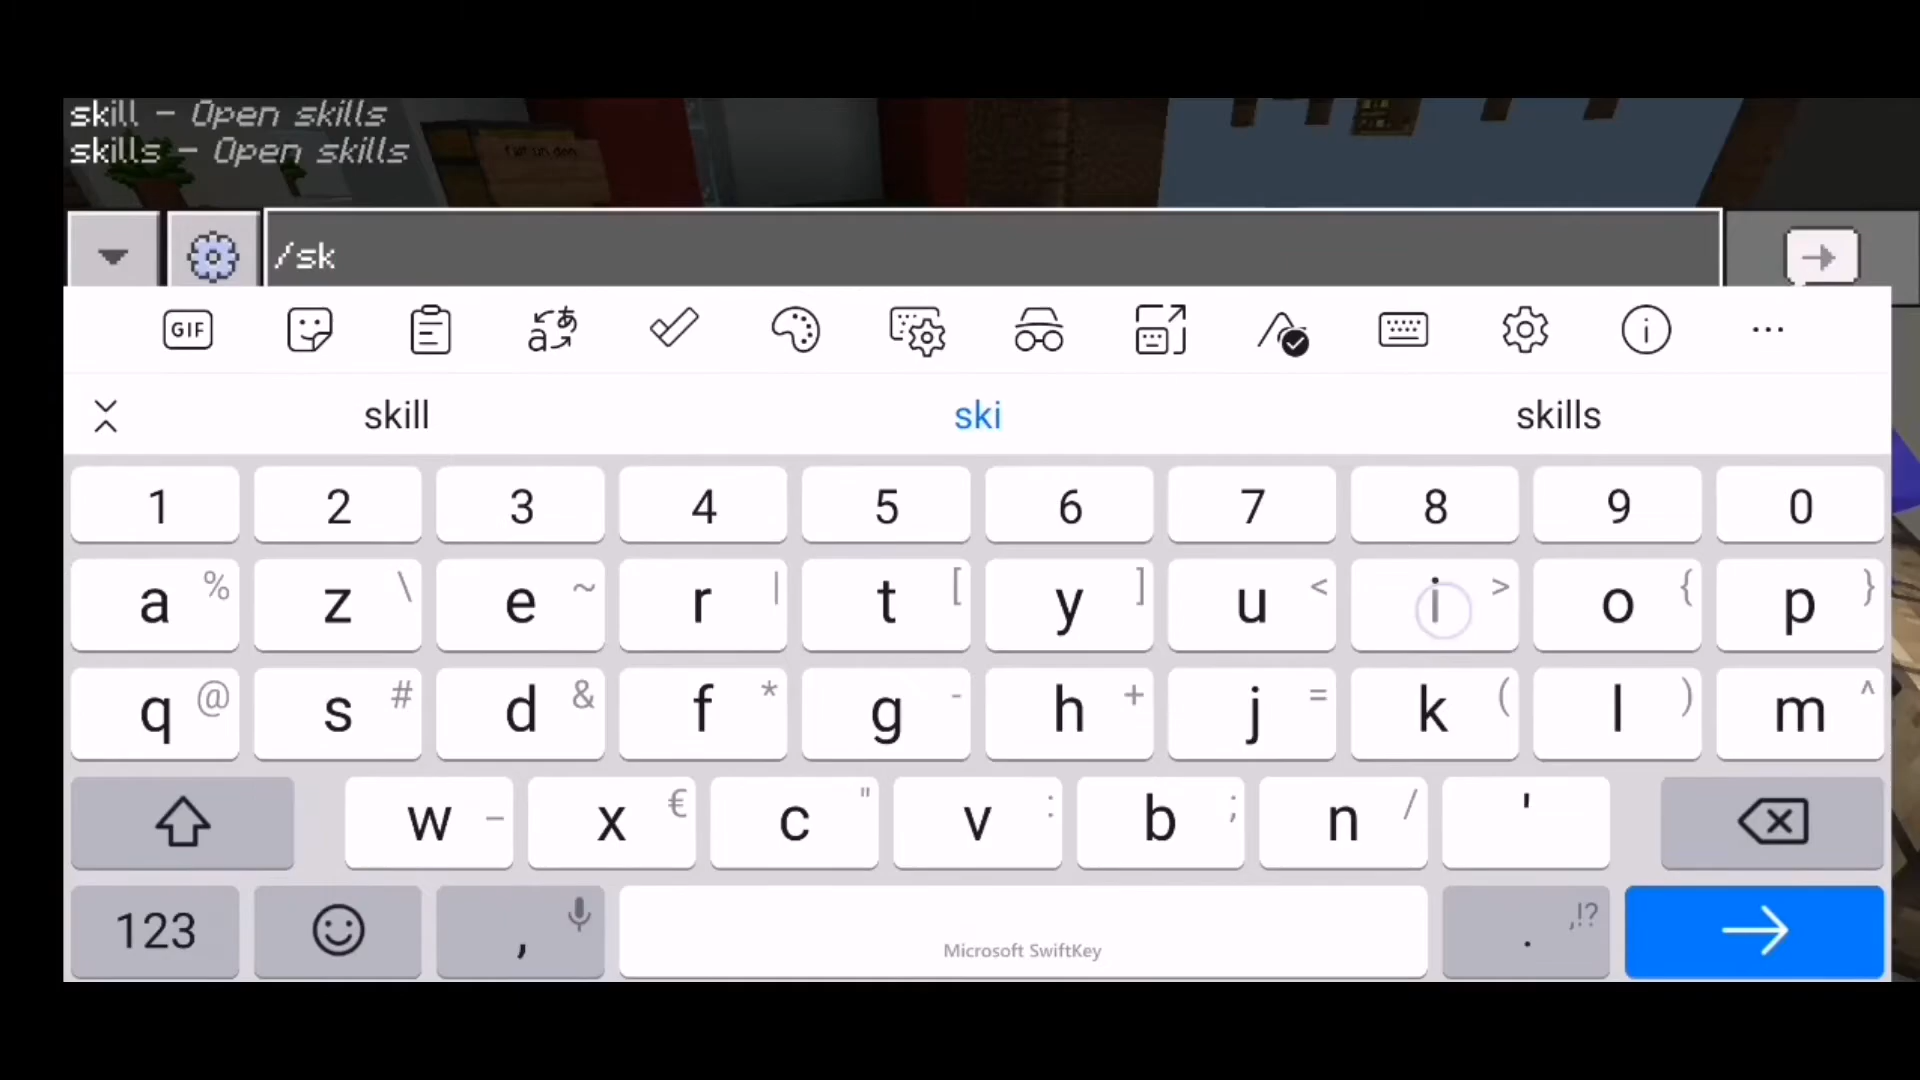 skill - Open skills
skills - Open skills
/sk
GIF
skill ski skills
1 2 3 4 5 6 7 8 9 0
a % z \ e ~ r | t [ y ] u < i > o { p }
q @ s # d & f * g - h + j = k ( l ) m ^
w _ x € c " v : b ; n / '
123 , . ,!?
Microsoft SwiftKey